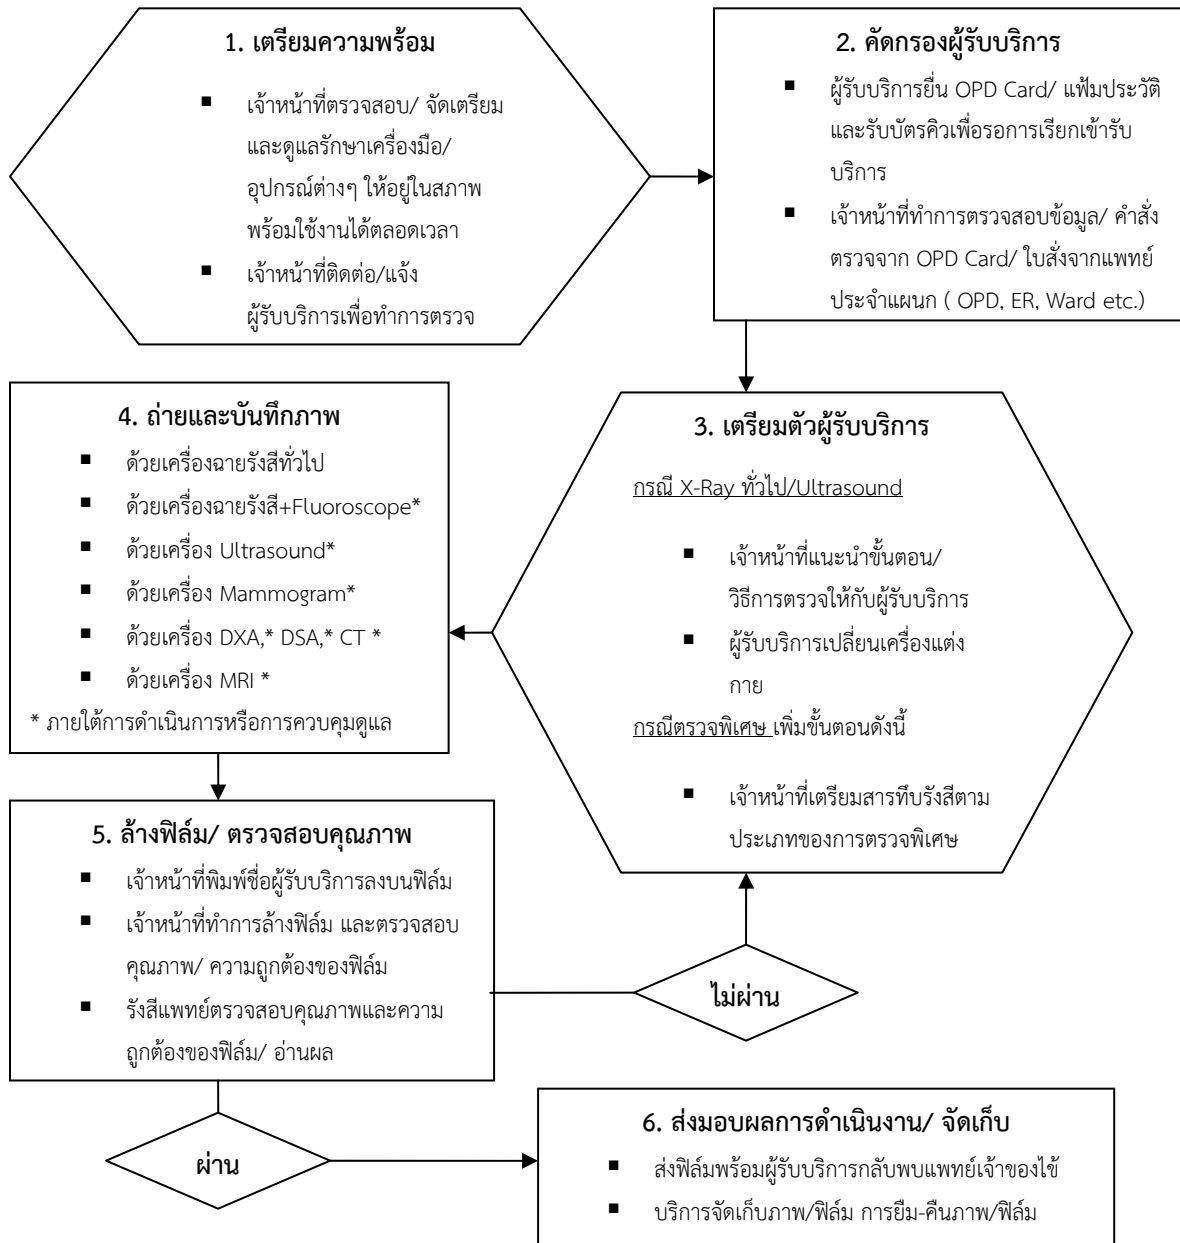 1. เตรียมความพร้อม
▪ เจ้าหน้าที่ตรวจสอบ/ จัดเตรียม
และดูแลรักษาเครื่องมือ/
อุปกรณ์ต่างๆ ให้อยู่ในสภาพ
พร้อมใช้งานได้ตลอดเวลา
▪ เจ้าหน้าที่ติดต่อ/แจ้ง
ผู้รับบริการเพื่อทำการตรวจ
2. คัดกรองผู้รับบริการ
▪ ผู้รับบริการยื่น OPD Card/ แฟ้มประวัติ
และรับบัตรคิวเพื่อรอการเรียกเข้ารับ
บริการ
▪ เจ้าหน้าที่ทำการตรวจสอบข้อมูล/ คำสั่ง
ตรวจจาก OPD Card/ ใบสั่งจากแพทย์
ประจำแผนก ( OPD, ER, Ward etc.)
3. เตรียมตัวผู้รับบริการ
กรณี X-Ray ทั่วไป/Ultrasound
▪ เจ้าหน้าที่แนะนำขั้นตอน/
วิธีการตรวจให้กับผู้รับบริการ
▪ ผู้รับบริการเปลี่ยนเครื่องแต่ง
กาย
กรณีตรวจพิเศษ เพิ่มขั้นตอนดังนี้
▪ เจ้าหน้าที่เตรียมสารทึบรังสีตาม
ประเภทของการตรวจพิเศษ
4. ถ่ายและบันทึกภาพ
▪ ด้วยเครื่องฉายรังสีทั่วไป
▪ ด้วยเครื่องฉายรังสี+Fluoroscope*
▪ ด้วยเครื่อง Ultrasound*
▪ ด้วยเครื่อง Mammogram*
▪ ด้วยเครื่อง DXA,* DSA,* CT *
▪ ด้วยเครื่อง MRI *
* ภายใต้การดำเนินการหรือการควบคุมดูแล
5. ล้างฟิล์ม/ ตรวจสอบคุณภาพ
▪ เจ้าหน้าที่พิมพ์ชื่อผู้รับบริการลงบนฟิล์ม
▪ เจ้าหน้าที่ทำการล้างฟิล์ม และตรวจสอบ
คุณภาพ/ ความถูกต้องของฟิล์ม
▪ รังสีแพทย์ตรวจสอบคุณภาพและความ
ถูกต้องของฟิล์ม/ อ่านผล
ไม่ผ่าน
ผ่าน
6. ส่งมอบผลการดำเนินงาน/ จัดเก็บ
▪ ส่งฟิล์มพร้อมผู้รับบริการกลับพบแพทย์เจ้าของไข้
▪ บริการจัดเก็บภาพ/ฟิล์ม การยืม-คืนภาพ/ฟิล์ม